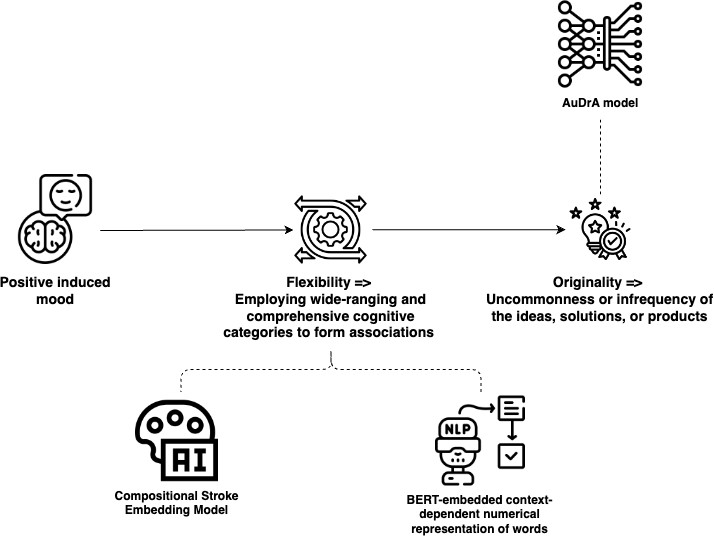 AuDrA model
Positive induced
mood
Flexibility =>
Employing wide-ranging and
comprehensive cognitive
categories to form associations
Originality =>
Uncommonness or infrequency of
the ideas, solutions, or products
AI
Compositional Stroke
Embedding Model
NLP
BERT-embedded context-
dependent numerical
representation of words